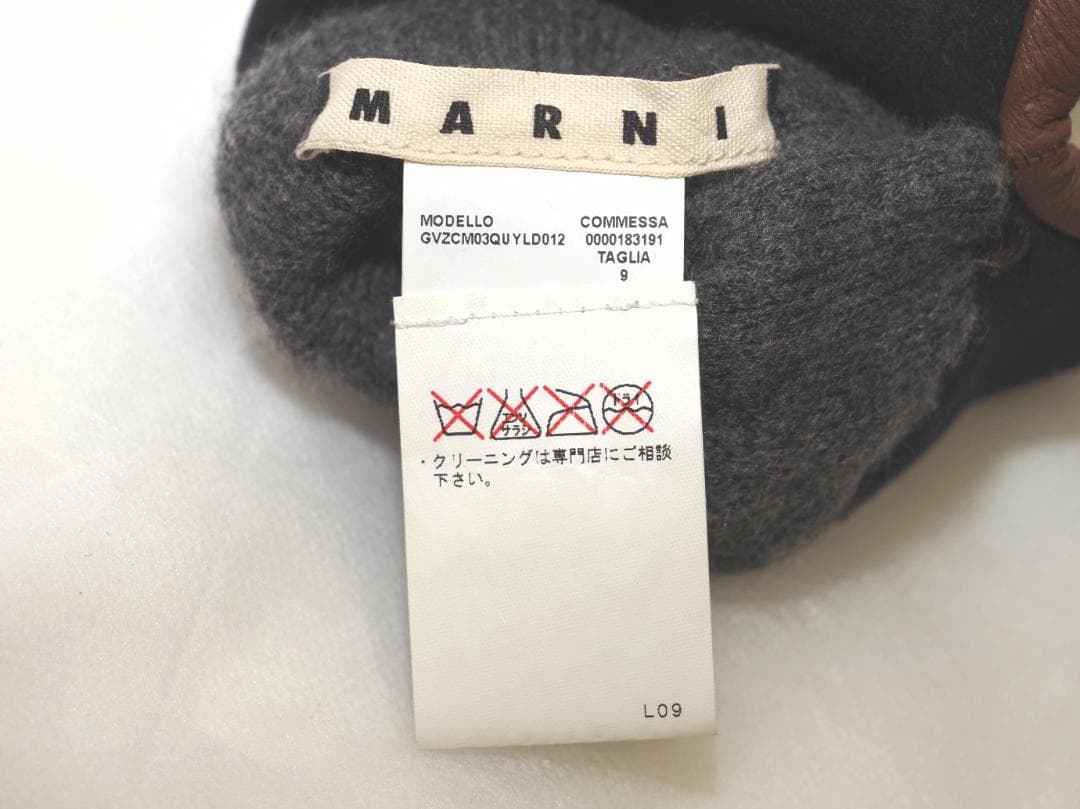 MARNI
MODELLO COMMESSA
GVZCM03QUYLD012 0000183191
TAGLIA
9
エンソ サラシ ドライ
・クリーニングは専門店にご相談
下さい。
L09